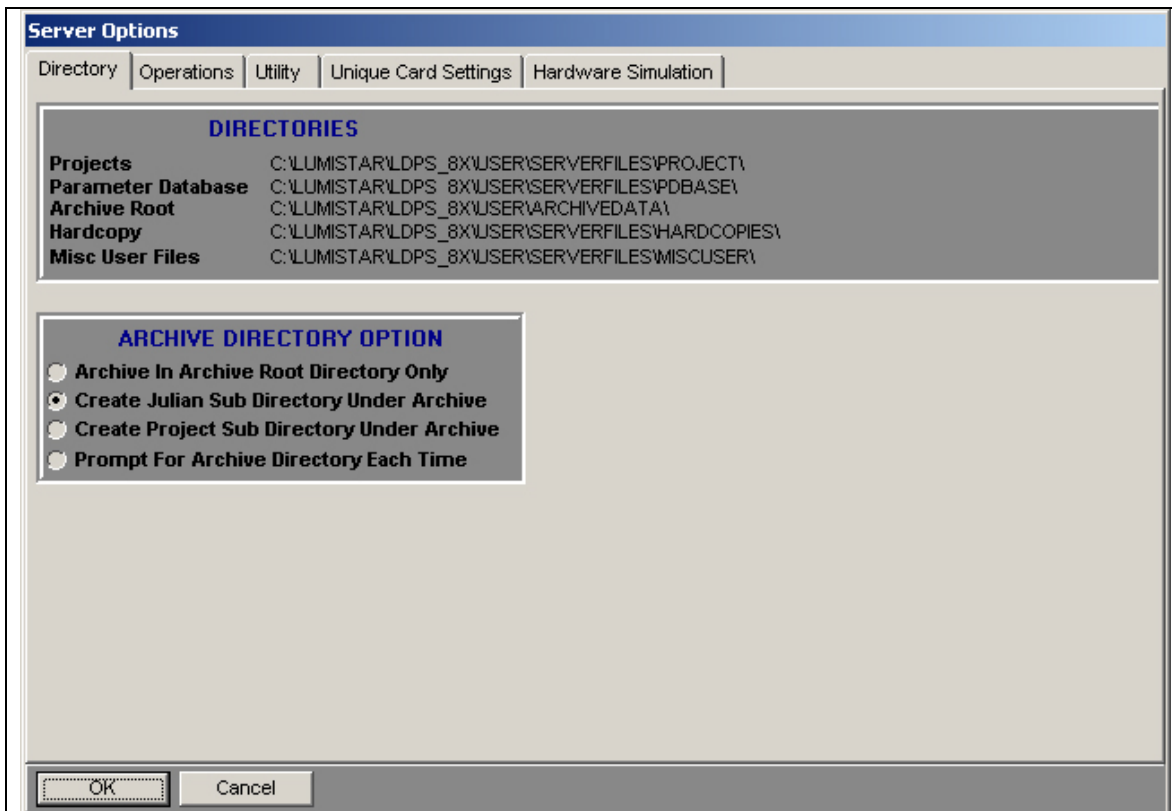 Server Options
Directory Operations Utility Unique Card Settings Hardware Simulation
DIRECTORIES
Projects C:\LUMISTAR\LDPS_8X\USER\SERVERFILES\PROJECT\
Parameter Database C:\LUMISTAR\LDPS_8X\USER\SERVERFILES\PDBASE\
Archive Root C:\LUMISTAR\LDPS_8X\USER\ARCHIVEDATA\
Hardcopy C:\LUMISTAR\LDPS_8X\USER\SERVERFILES\HARDCOPIES\
Misc User Files C:\LUMISTAR\LDPS_8X\USER\SERVERFILES\MISCUSER\
ARCHIVE DIRECTORY OPTION
Archive In Archive Root Directory Only
Create Julian Sub Directory Under Archive
Create Project Sub Directory Under Archive
Prompt For Archive Directory Each Time
OK Cancel